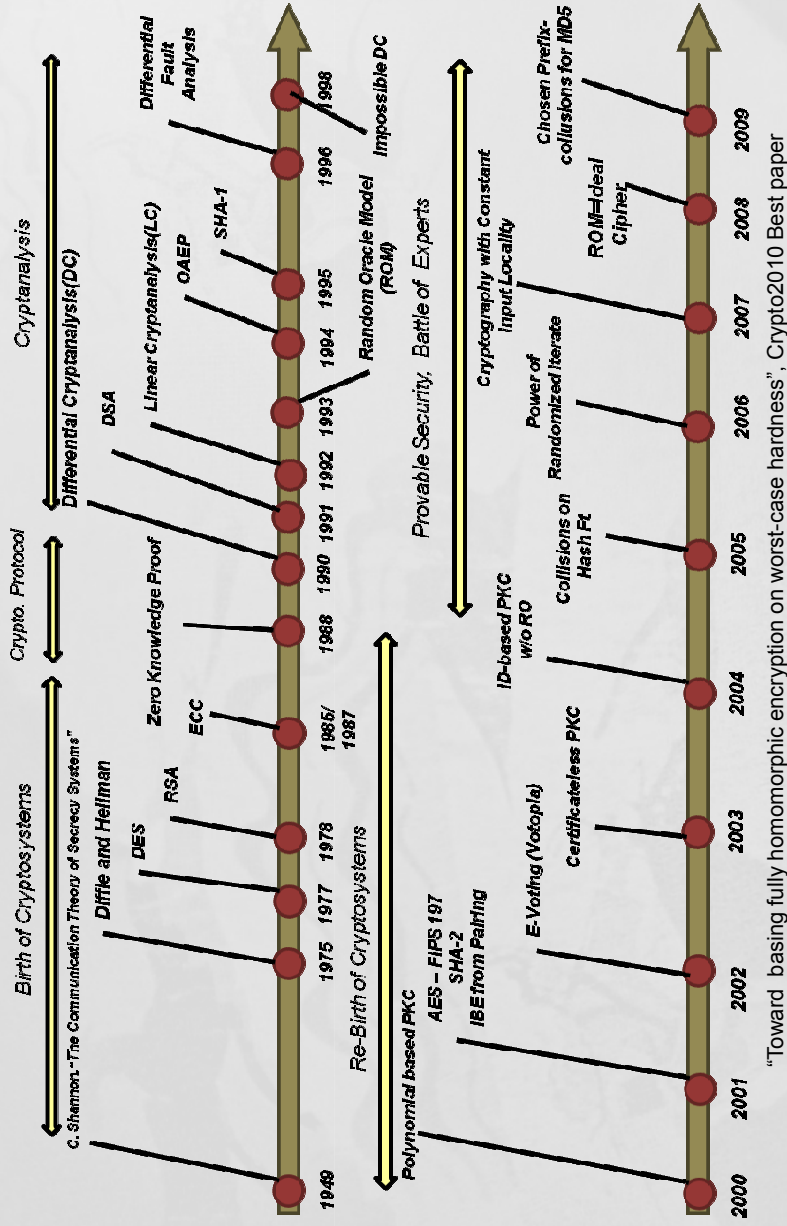 Birth of Cryptosystems
Crypto. Protocol
Cryptanalysis
C. Shannon. "The Communication Theory of Secrecy Systems"
Diffie and Hellman
DES
RSA
ECC
Zero Knowledge Proof
Differential Cryptanalysis(DC)
DSA
Linear Cryptanalysis(LC)
OAEP
SHA-1
Differential
Fault
Analysis
1949
1975
1977
1978
1985/
1987
1988
1990
1991
1992
1993
1994
1995
1996
1998
Random Oracle Model
(ROM)
Impossible DC
Re-Birth of Cryptosystems
Provable Security, Battle of Experts
Polynomial based PKC
AES – FIPS 197
SHA-2
IBE from Pairing
E-Voting (Votopia)
Certificateless PKC
ID-based PKC
w/o RO
Collisions on
Hash Ft
Power of
Randomized Iterate
Cryptography with Constant
Input Locality
ROM=Ideal
Cipher
Chosen Prefix-
collusions for MD5
2000
2001
2002
2003
2004
2005
2006
2007
2008
2009
"Toward basing fully homomorphic encryption on worst-case hardness", Crypto2010 Best paper